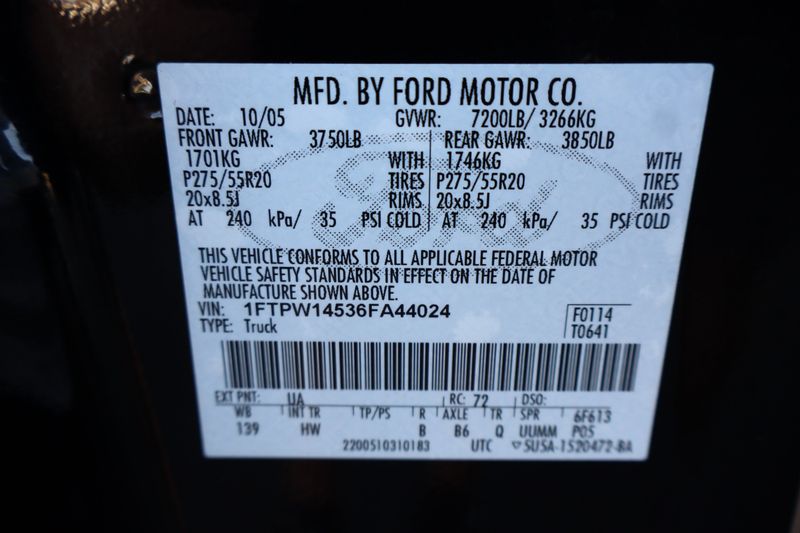 MFD. BY FORD MOTOR CO.
DATE: 10/05 GVWR: 7200LB/ 3266KG
FRONT GAWR: 3750LB REAR GAWR: 3850LB
1701KG WITH 1746KG WITH
P275/55R20 TIRES P275/55R20 TIRES
20x8.5J RIMS 20x8.5J RIMS
AT 240 kPa/ 35 PSI COLD AT 240 kPa/ 35 PSI COLD
Ford
THIS VEHICLE CONFORMS TO ALL APPLICABLE FEDERAL MOTOR
VEHICLE SAFETY STANDARDS IN EFFECT ON THE DATE OF
MANUFACTURE SHOWN ABOVE.
VIN: 1FTPW14536FA44024 F0114
TYPE: Truck T0641
EXT PNT: UA RC: 72 DSO:
WB INT TR TP/PS R AXLE TR SPR 6F613
139 HW B B6 Q UUMM POS
2200510310183 UTC ▽SU5A-1520472-BA